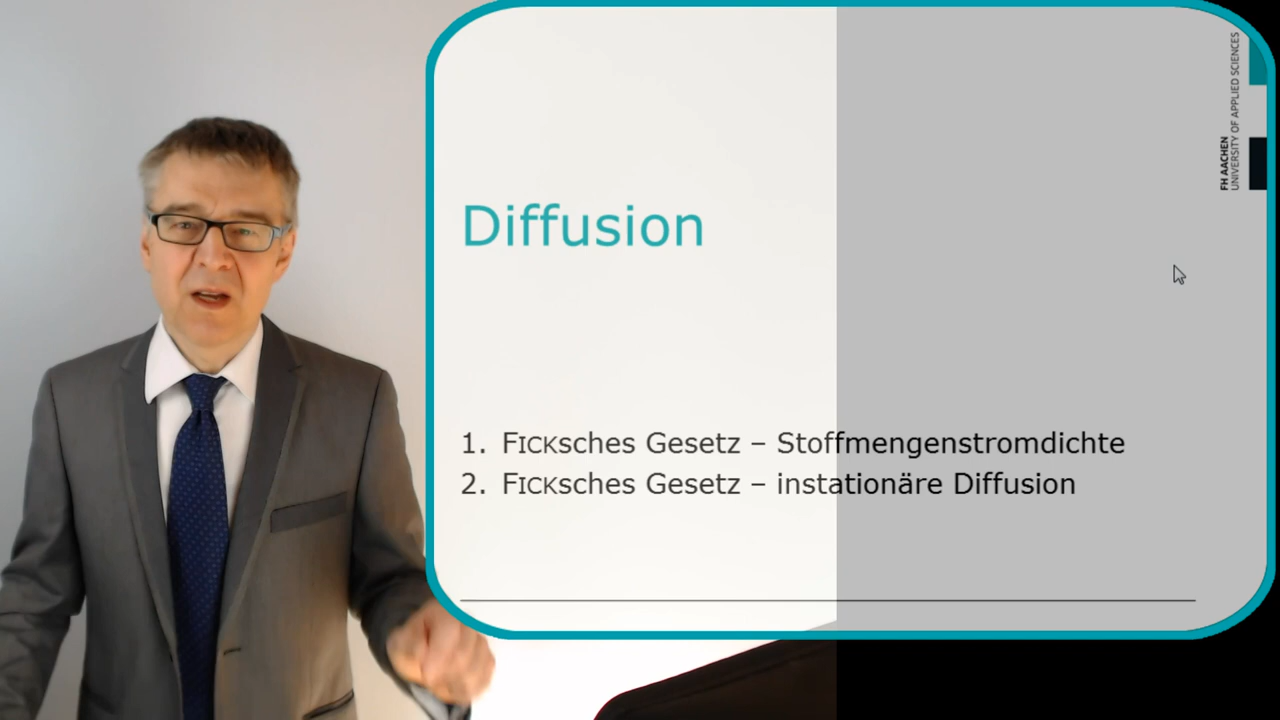 Diffusion
1. FICKsches Gesetz – Stoffmengenstromdichte
2. FICKsches Gesetz – instationäre Diffusion
FH AACHEN
UNIVERSITY OF APPLIED SCIENCES